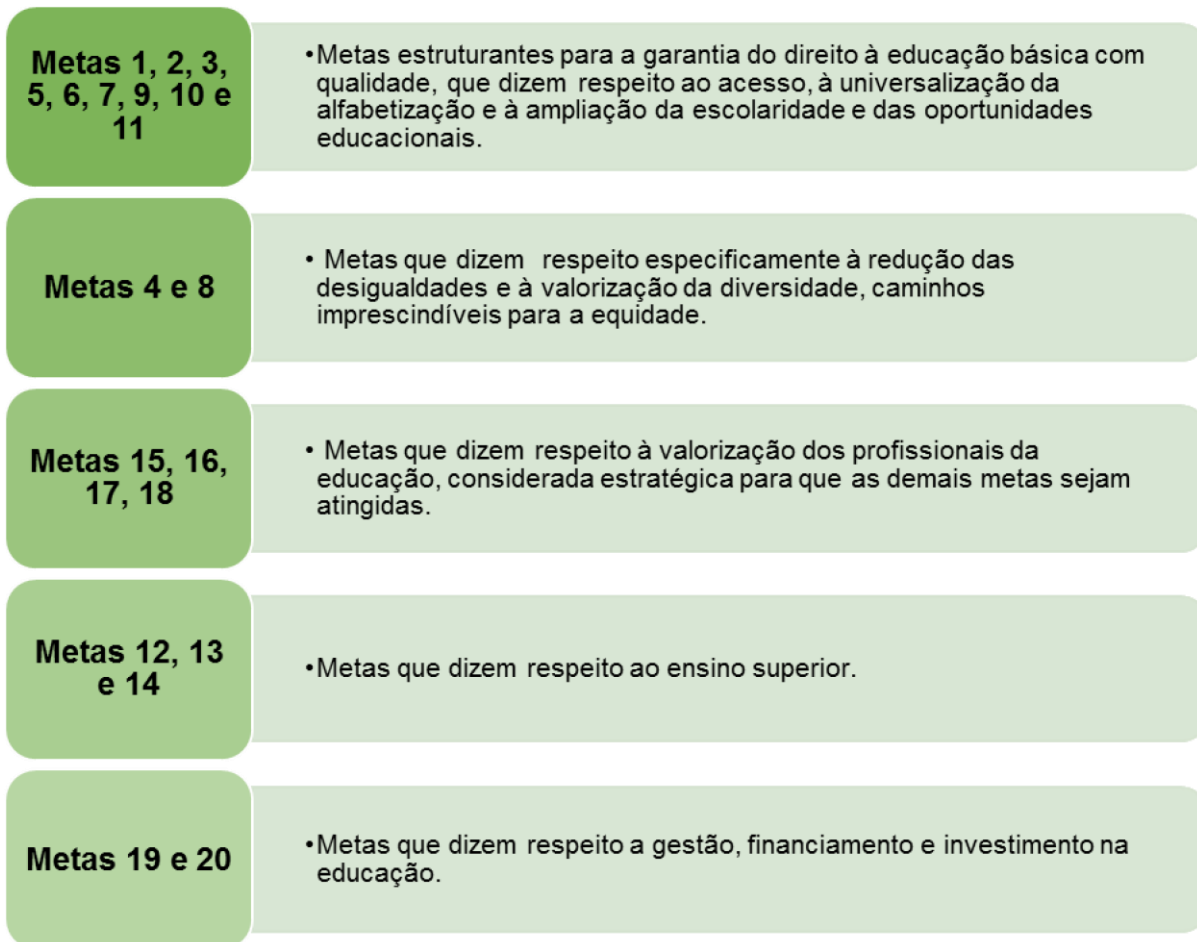 Metas 1, 2, 3,
5, 6, 7, 9, 10 e
11
•Metas estruturantes para a garantia do direito à educação básica com
qualidade, que dizem respeito ao acesso, à universalização da
alfabetização e à ampliação da escolaridade e das oportunidades
educacionais.
Metas 4 e 8
• Metas que dizem respeito especificamente à redução das
desigualdades e à valorização da diversidade, caminhos
imprescindíveis para a equidade.
Metas 15, 16,
17, 18
• Metas que dizem respeito à valorização dos profissionais da
educação, considerada estratégica para que as demais metas sejam
atingidas.
Metas 12, 13
e 14
•Metas que dizem respeito ao ensino superior.
Metas 19 e 20
•Metas que dizem respeito a gestão, financiamento e investimento na
educação.